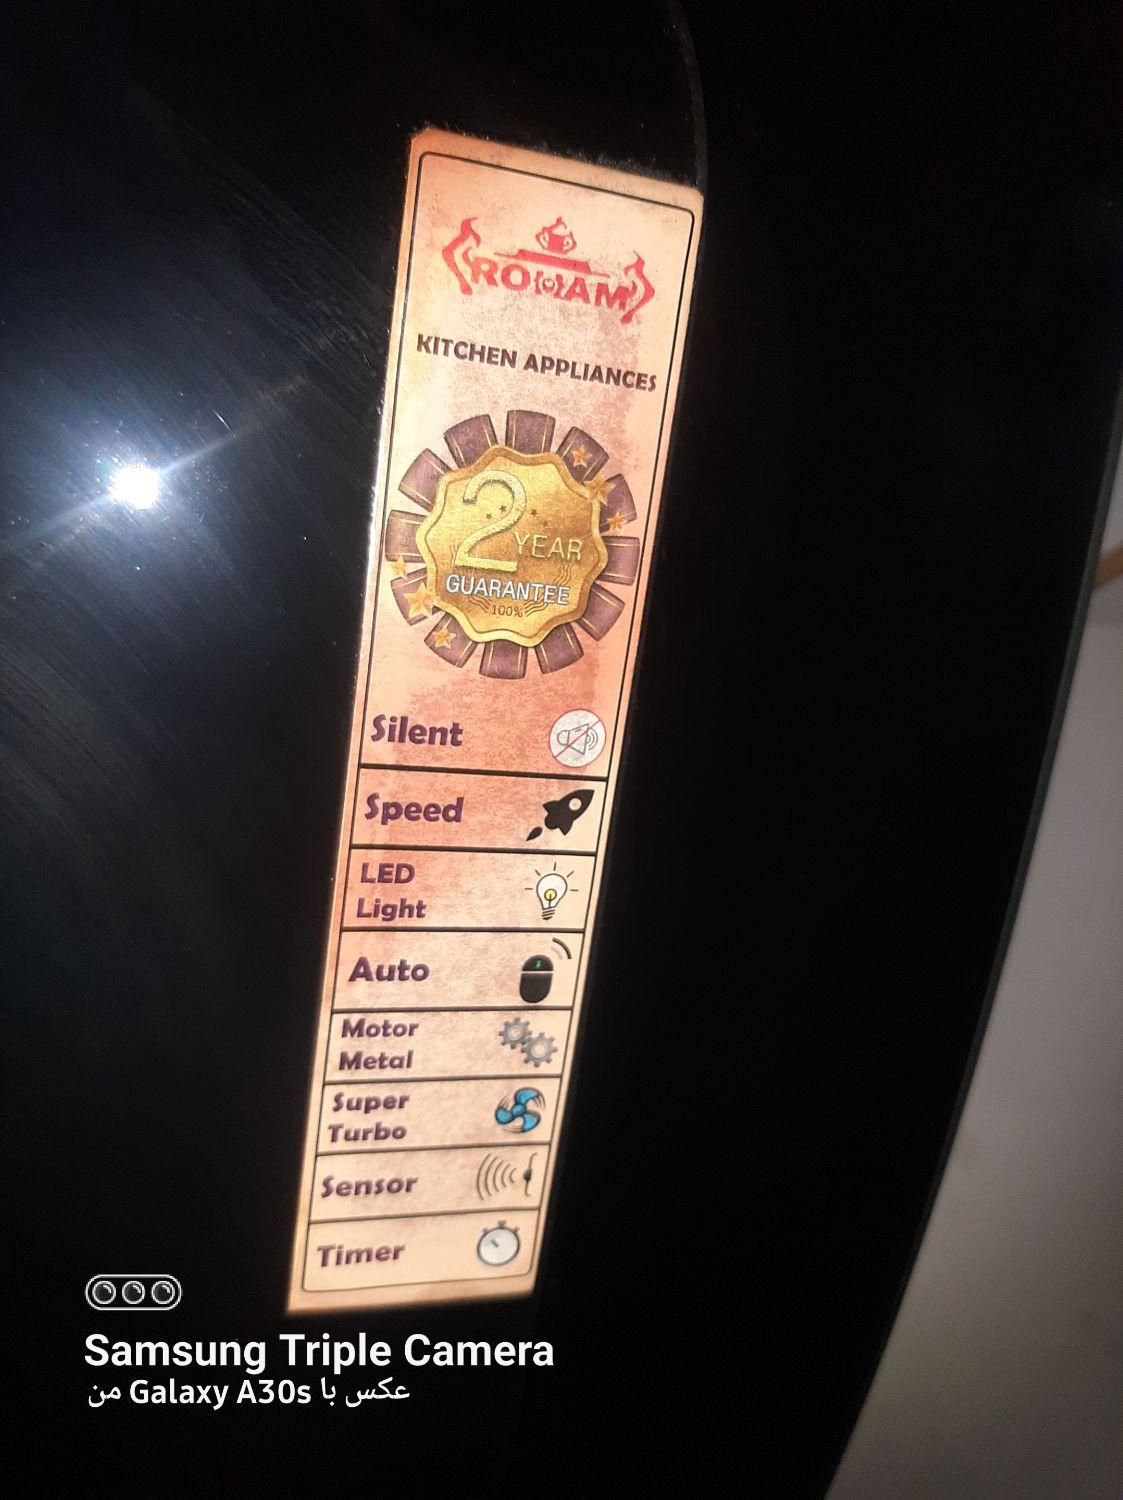 ROHAM
KITCHEN APPLIANCES
2
YEAR
GUARANTEE
100%
Silent
Speed
LED
Light
Auto
Motor
Metal
Super
Turbo
Sensor
Timer
Samsung Triple Camera
عکس با Galaxy A30s من